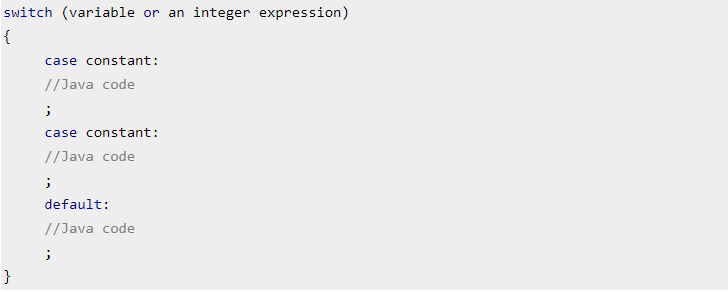 switch (variable or an integer expression)
{
case constant:
//Java code
;
case constant:
//Java code
;
default:
//Java code
;
}